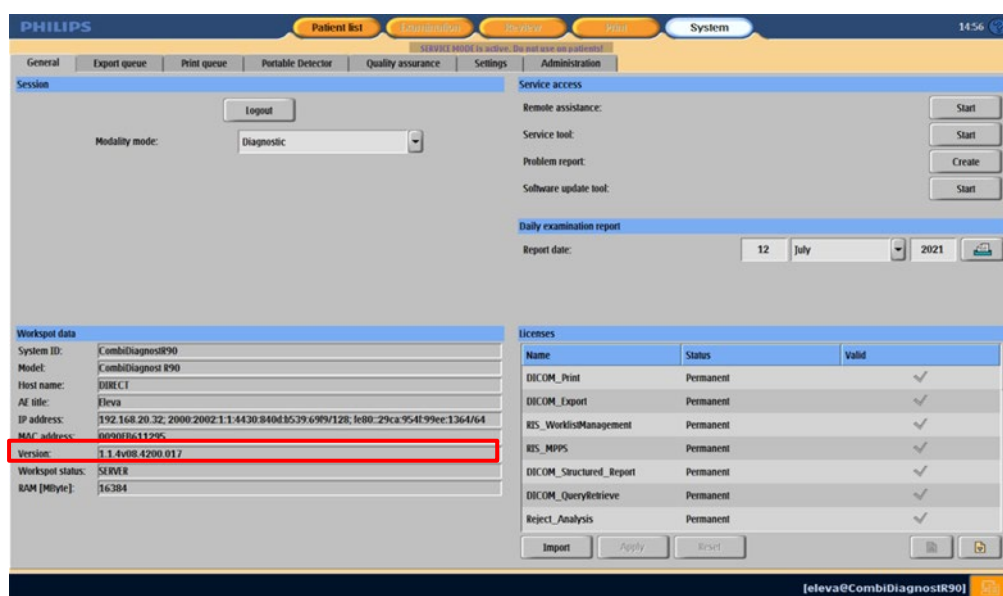 PHILIPS
Patient list
Examination
Review
Print
System
14:56
SERVICE MODE is active. Do not use on patients!
General
Export queue
Print queue
Portable Detector
Quality assurance
Settings
Administration
Session
Logout
Modality mode:
Diagnostic
Service access
Remote assistance:
Start
Service tool:
Start
Problem report:
Create
Software update tool:
Start
Daily examination report
Report date:
12
July
2021
Workspot data
System ID:
CombiDiagnostR90
Model:
CombiDiagnost R90
Host name:
DIRECT
AE title:
Eleva
IP address:
MAC address:
0090FB611295
Version:
1.1.4v08.4200.017
Workspot status:
SERVER
RAM [MByte]:
16384
Licenses
Name
Status
Valid
DICOM_Print
Permanent
DICOM_Export
Permanent
RIS_WorklistManagement
Permanent
RIS_MPPS
Permanent
DICOM_Structured_Report
Permanent
DICOM_QueryRetrieve
Permanent
Reject_Analysis
Permanent
Import
Apply
Reset
[eleva@CombiDiagnostR90]